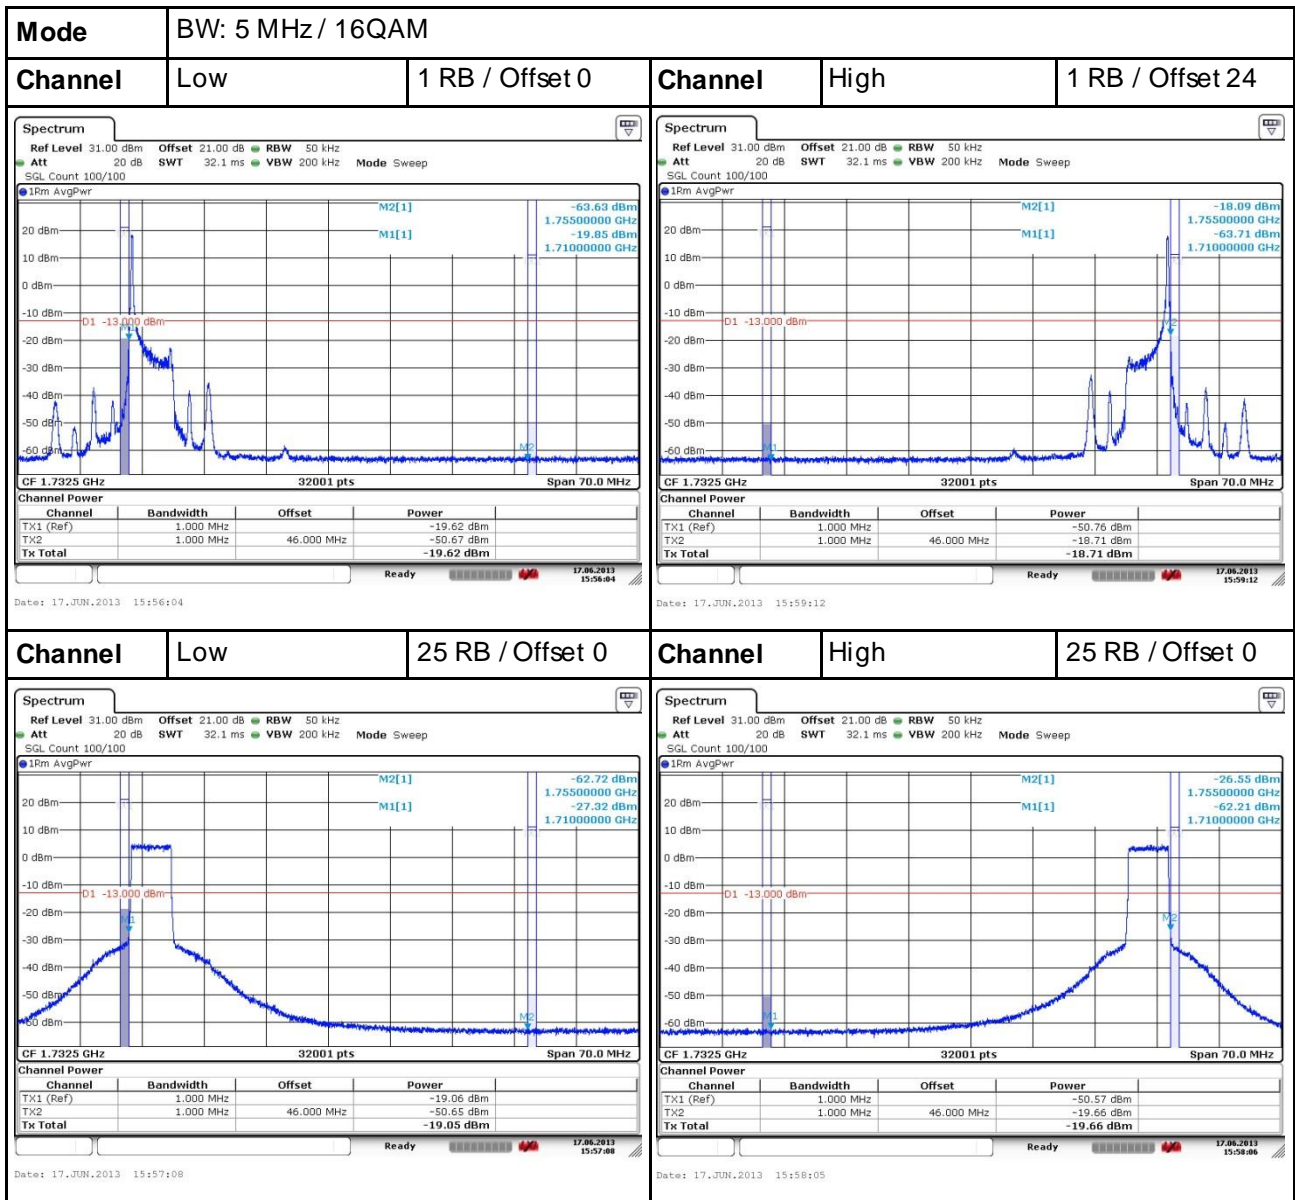 Mode BW: 5 MHz / 16QAM
Channel Low 1 RB / Offset 0 Channel High 1 RB / Offset 24
Spectrum
Ref Level 31.00 dBm Offset 21.00 dB RBW 50 kHz
Att 20 dB SWT 32.1 ms VBW 200 kHz Mode Sweep
SGL Count 100/100
1Rm AvgPwr
M2[1] -63.63 dBm
1.75500000 GHz
20 dBm M1[1] -19.85 dBm
1.71000000 GHz
10 dBm
0 dBm
-10 dBm
D1 -13.000 dBm
-20 dBm
-30 dBm
-40 dBm
-50 dBm
-60 dBm M2
CF 1.7325 GHz 32001 pts Span 70.0 MHz
Channel Power
Channel Bandwidth Offset Power
TX1 (Ref) 1.000 MHz -19.62 dBm
TX2 1.000 MHz 46.000 MHz -50.67 dBm
Tx Total -19.62 dBm
Ready 17.06.2013
15:56:04
Date: 17.JUN.2013 15:56:04
Spectrum
Ref Level 31.00 dBm Offset 21.00 dB RBW 50 kHz
Att 20 dB SWT 32.1 ms VBW 200 kHz Mode Sweep
SGL Count 100/100
1Rm AvgPwr
M2[1] -18.09 dBm
1.75500000 GHz
20 dBm M1[1] -63.71 dBm
1.71000000 GHz
10 dBm
0 dBm
-10 dBm
D1 -13.000 dBm M2
-20 dBm
-30 dBm
-40 dBm
-50 dBm
-60 dBm M1
CF 1.7325 GHz 32001 pts Span 70.0 MHz
Channel Power
Channel Bandwidth Offset Power
TX1 (Ref) 1.000 MHz -50.76 dBm
TX2 1.000 MHz 46.000 MHz -18.71 dBm
Tx Total -18.71 dBm
Ready 17.06.2013
15:59:12
Date: 17.JUN.2013 15:59:12
Channel Low 25 RB / Offset 0 Channel High 25 RB / Offset 0
Spectrum
Ref Level 31.00 dBm Offset 21.00 dB RBW 50 kHz
Att 20 dB SWT 32.1 ms VBW 200 kHz Mode Sweep
SGL Count 100/100
1Rm AvgPwr
M2[1] -62.72 dBm
1.75500000 GHz
20 dBm M1[1] -27.32 dBm
1.71000000 GHz
10 dBm
0 dBm
-10 dBm
D1 -13.000 dBm
-20 dBm M1
-30 dBm
-40 dBm
-50 dBm
-60 dBm M2
CF 1.7325 GHz 32001 pts Span 70.0 MHz
Channel Power
Channel Bandwidth Offset Power
TX1 (Ref) 1.000 MHz -19.06 dBm
TX2 1.000 MHz 46.000 MHz -50.65 dBm
Tx Total -19.05 dBm
Ready 17.06.2013
15:57:08
Date: 17.JUN.2013 15:57:08
Spectrum
Ref Level 31.00 dBm Offset 21.00 dB RBW 50 kHz
Att 20 dB SWT 32.1 ms VBW 200 kHz Mode Sweep
SGL Count 100/100
1Rm AvgPwr
M2[1] -26.55 dBm
1.75500000 GHz
20 dBm M1[1] -62.21 dBm
1.71000000 GHz
10 dBm
0 dBm
-10 dBm
D1 -13.000 dBm
-20 dBm M2
-30 dBm
-40 dBm
-50 dBm
-60 dBm M1
CF 1.7325 GHz 32001 pts Span 70.0 MHz
Channel Power
Channel Bandwidth Offset Power
TX1 (Ref) 1.000 MHz -50.57 dBm
TX2 1.000 MHz 46.000 MHz -19.66 dBm
Tx Total -19.66 dBm
Ready 17.06.2013
15:58:06
Date: 17.JUN.2013 15:58:05